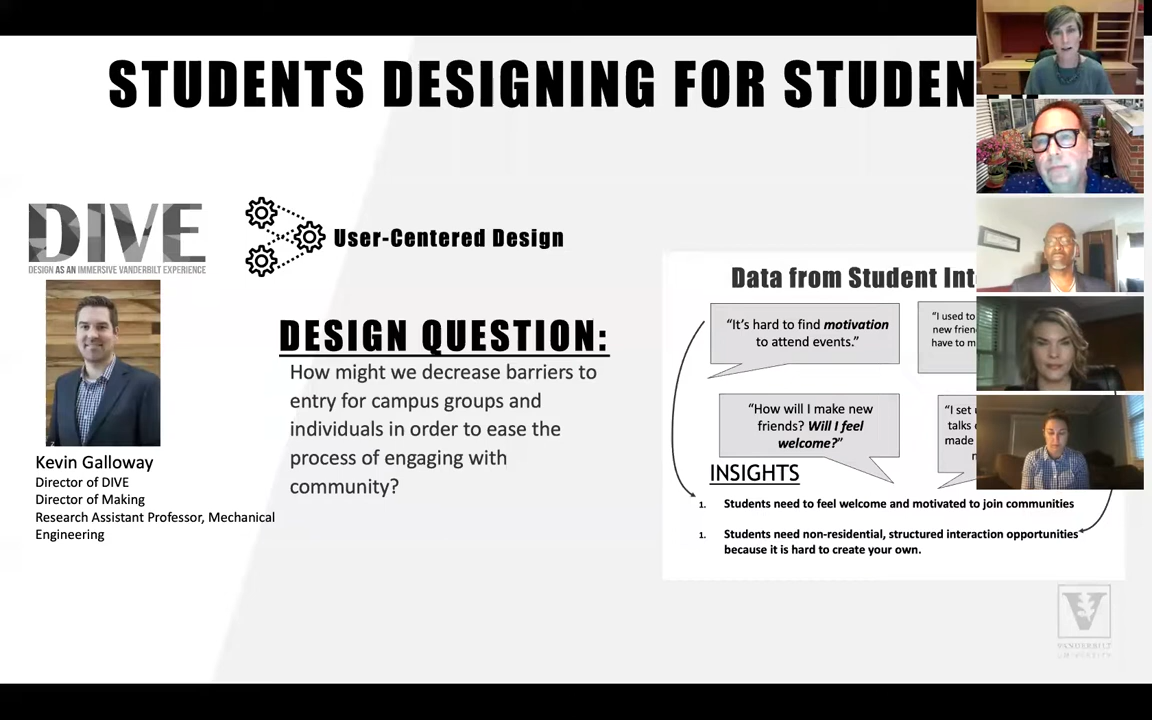 STUDENTS DESIGNING FOR
DIVE
DESIGN AS AN IMMERSIVE VANDERBILT EXPERIENCE
User-Centered Design
Kevin Galloway
Director of DIVE
Director of Making
Research Assistant Professor, Mechanical
Engineering
DESIGN QUESTION:
How might we decrease barriers to
entry for campus groups and
individuals in order to ease the
process of engaging with
community?
Data from Student
“It’s hard to find motivation
to attend events.”
“I used to
new
have to
“How will I make new
friends? Will I feel
welcome?”
“I set
talks
made
INSIGHTS
1. Students need to feel welcome and motivated to join communities
1. Students need non-residential, structured interaction opportunities
because it is hard to create your own.
V
VANDERBILT
UNIVERSITY